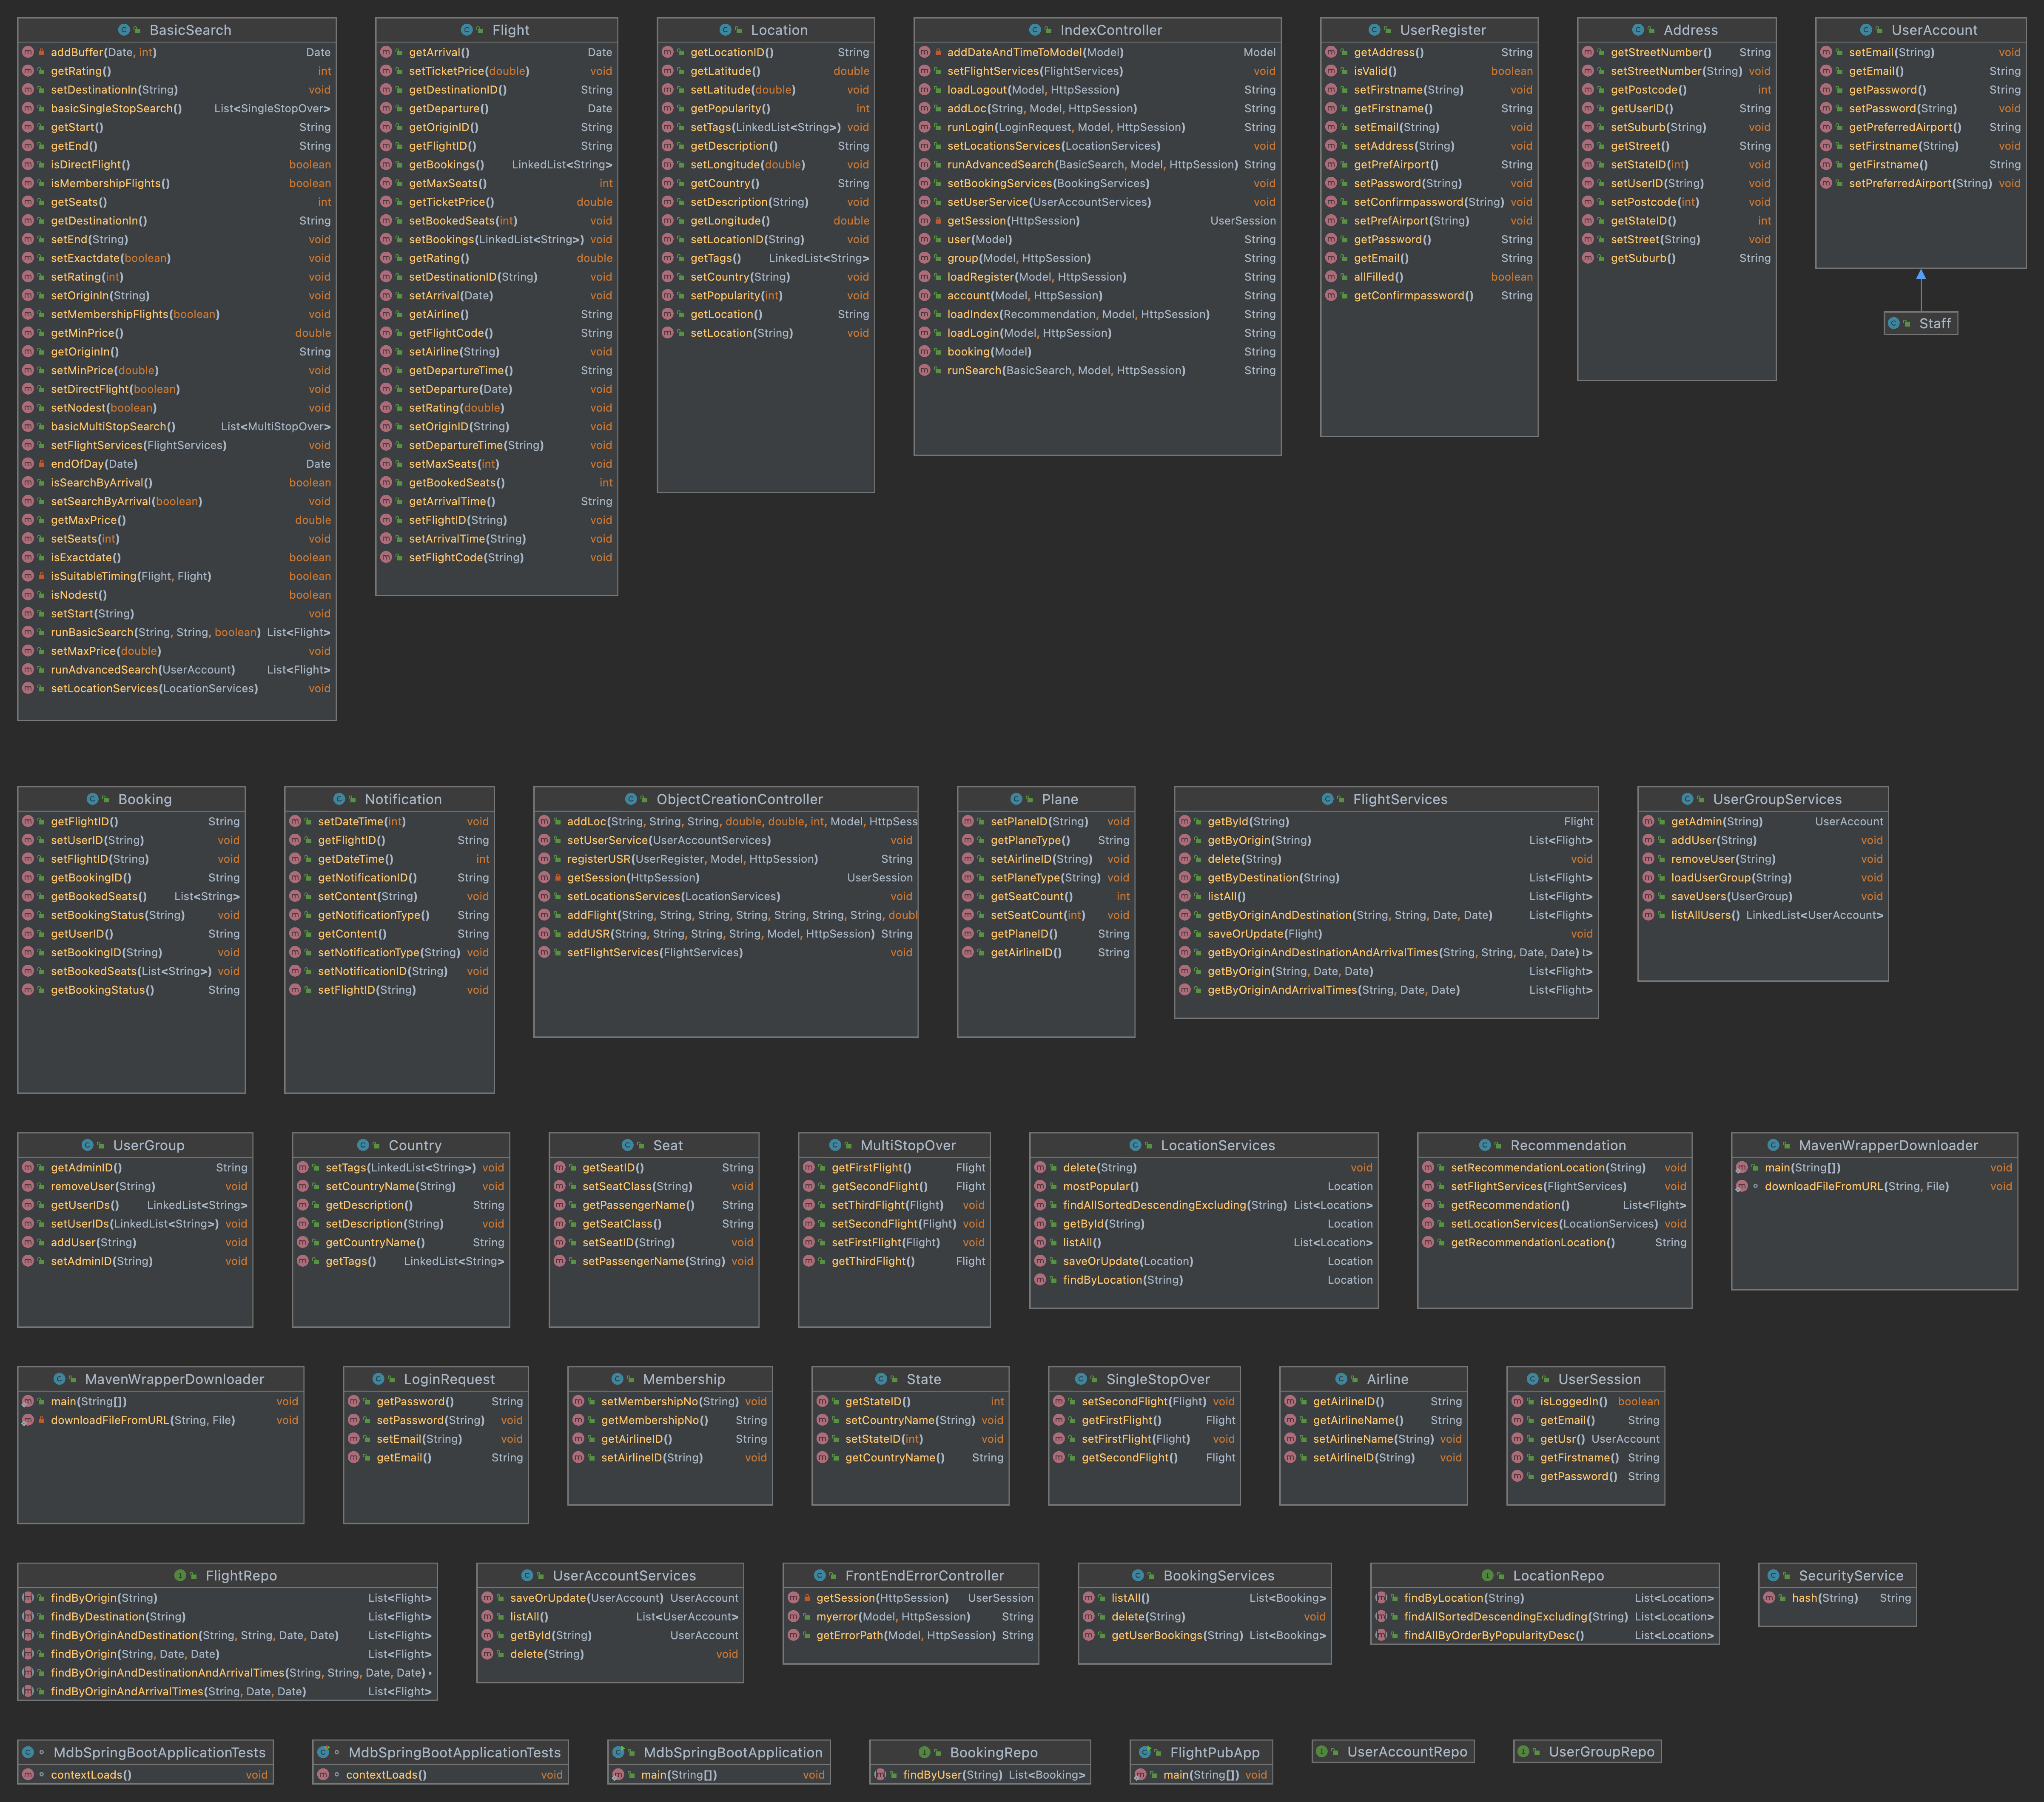 BasicSearch
addBuffer(Date, int) Date
getRating() int
setDestinationIn(String) void
basicSingleStopSearch() List<SingleStopOver>
getStart() String
getEnd() String
isDirectFlight() boolean
isMembershipFlights() boolean
getSeats() int
getDestinationIn() String
setEnd(String) void
setExactdate(boolean) void
setRating(int) void
setOriginIn(String) void
setMembershipFlights(boolean) void
getMinPrice() double
getOriginIn() String
setMinPrice(double) void
setDirectFlight(boolean) void
setNodest(boolean) void
basicMultiStopSearch() List<MultiStopOver>
setFlightServices(FlightServices) void
endOfDay(Date) Date
isSearchByArrival() boolean
setSearchByArrival(boolean) void
getMaxPrice() double
setSeats(int) void
isExactdate() boolean
isSuitableTiming(Flight, Flight) boolean
isNodest() boolean
setStart(String) void
runBasicSearch(String, String, boolean) List<Flight>
setMaxPrice(double) void
runAdvancedSearch(UserAccount) List<Flight>
setLocationServices(LocationServices) void
Flight
getArrival() Date
setTicketPrice(double) void
getDestinationID() String
getDeparture() Date
getOriginID() String
getFlightID() String
getBookings() LinkedList<String>
getMaxSeats() int
getTicketPrice() double
setBookedSeats(int) void
setBookings(LinkedList<String>) void
getRating() double
setDestinationID(String) void
setArrival(Date) void
getAirline() String
getFlightCode() String
setAirline(String) void
getDepartureTime() String
setDeparture(Date) void
setRating(double) void
setOriginID(String) void
setDepartureTime(String) void
setMaxSeats(int) void
getBookedSeats() int
getArrivalTime() String
setFlightID(String) void
setArrivalTime(String) void
setFlightCode(String) void
Location
getLocationID() String
getLatitude() double
setLatitude(double) void
getPopularity() int
setTags(LinkedList<String>) void
getDescription() String
setLongitude(double) void
getCountry() String
setDescription(String) void
getLongitude() double
setLocationID(String) void
getTags() LinkedList<String>
setCountry(String) void
setPopularity(int) void
getLocation() String
setLocation(String) void
IndexController
addDateAndTimeToModel(Model) Model
setFlightServices(FlightServices) void
loadLogout(Model, HttpSession) String
addLoc(String, Model, HttpSession) String
runLogin(LoginRequest, Model, HttpSession) String
setLocationsServices(LocationServices) void
runAdvancedSearch(BasicSearch, Model, HttpSession) String
setBookingServices(BookingServices) void
setUserService(UserAccountServices) void
getSession(HttpSession) UserSession
user(Model) String
group(Model, HttpSession) String
loadRegister(Model, HttpSession) String
account(Model, HttpSession) String
loadIndex(Recommendation, Model, HttpSession) String
loadLogin(Model, HttpSession) String
booking(Model) String
runSearch(BasicSearch, Model, HttpSession) String
UserRegister
getAddress() String
isValid() boolean
setFirstname(String) void
getFirstname() String
setEmail(String) void
setAddress(String) void
getPrefAirport() String
setPassword(String) void
setConfirmpassword(String) void
setPrefAirport(String) void
getPassword() String
getEmail() String
allFilled() boolean
getConfirmpassword() String
Address
getStreetNumber() String
setStreetNumber(String) void
getPostcode() int
getUserID() String
setSuburb(String) void
getStreet() String
setStateID(int) void
setUserID(String) void
setPostcode(int) void
getStateID() int
setStreet(String) void
getSuburb() String
UserAccount
setEmail(String) void
getEmail() String
getPassword() String
setPassword(String) void
getPreferredAirport() String
setFirstname(String) void
getFirstname() String
setPreferredAirport(String) void
Staff
Booking
getFlightID() String
setUserID(String) void
setFlightID(String) void
getBookingID() String
getBookedSeats() List<String>
setBookingStatus(String) void
getUserID() String
setBookingID(String) void
setBookedSeats(List<String>) void
getBookingStatus() String
Notification
setDateTime(int) void
getFlightID() String
getDateTime() int
getNotificationID() String
setContent(String) void
getNotificationType() String
getContent() String
setNotificationType(String) void
setNotificationID(String) void
setFlightID(String) void
ObjectCreationController
addLoc(String, String, String, double, double, int, Model, HttpSess
setUserService(UserAccountServices) void
registerUSR(UserRegister, Model, HttpSession) String
getSession(HttpSession) UserSession
setLocationsServices(LocationServices) void
addFlight(String, String, String, String, String, String, String, doubl
addUSR(String, String, String, String, Model, HttpSession) String
setFlightServices(FlightServices) void
Plane
setPlaneID(String) void
getPlaneType() String
setAirlineID(String) void
setPlaneType(String) void
getSeatCount() int
setSeatCount(int) void
getPlaneID() String
getAirlineID() String
FlightServices
getById(String) Flight
getByOrigin(String) List<Flight>
delete(String) void
getByDestination(String) List<Flight>
listAll() List<Flight>
getByOriginAndDestination(String, String, Date, Date) List<Flight>
saveOrUpdate(Flight) void
getByOriginAndDestinationAndArrivalTimes(String, String, Date, Date) t>
getByOrigin(String, Date, Date) List<Flight>
getByOriginAndArrivalTimes(String, Date, Date) List<Flight>
UserGroupServices
getAdmin(String) UserAccount
addUser(String) void
removeUser(String) void
loadUserGroup(String) void
saveUsers(UserGroup) void
listAllUsers() LinkedList<UserAccount>
UserGroup
getAdminID() String
removeUser(String) void
getUserIDs() LinkedList<String>
setUserIDs(LinkedList<String>) void
addUser(String) void
setAdminID(String) void
Country
setTags(LinkedList<String>) void
setCountryName(String) void
getDescription() String
setDescription(String) void
getCountryName() String
getTags() LinkedList<String>
Seat
getSeatID() String
setSeatClass(String) void
getPassengerName() String
getSeatClass() String
setSeatID(String) void
setPassengerName(String) void
MultiStopOver
getFirstFlight() Flight
getSecondFlight() Flight
setThirdFlight(Flight) void
setSecondFlight(Flight) void
setFirstFlight(Flight) void
getThirdFlight() Flight
LocationServices
delete(String) void
mostPopular() Location
findAllSortedDescendingExcluding(String) List<Location>
getById(String) Location
listAll() List<Location>
saveOrUpdate(Location) Location
findByLocation(String) Location
Recommendation
setRecommendationLocation(String) void
setFlightServices(FlightServices) void
getRecommendation() List<Flight>
setLocationServices(LocationServices) void
getRecommendationLocation() String
MavenWrapperDownloader
main(String[]) void
downloadFileFromURL(String, File) void
MavenWrapperDownloader
main(String[]) void
downloadFileFromURL(String, File) void
LoginRequest
getPassword() String
setPassword(String) void
setEmail(String) void
getEmail() String
Membership
setMembershipNo(String) void
getMembershipNo() String
getAirlineID() String
setAirlineID(String) void
State
getStateID() int
setCountryName(String) void
setStateID(int) void
getCountryName() String
SingleStopOver
setSecondFlight(Flight) void
getFirstFlight() Flight
setFirstFlight(Flight) void
getSecondFlight() Flight
Airline
getAirlineID() String
getAirlineName() String
setAirlineName(String) void
setAirlineID(String) void
UserSession
isLoggedIn() boolean
getEmail() String
getUsr() UserAccount
getFirstname() String
getPassword() String
FlightRepo
findByOrigin(String) List<Flight>
findByDestination(String) List<Flight>
findByOriginAndDestination(String, String, Date, Date) List<Flight>
findByOrigin(String, Date, Date) List<Flight>
findByOriginAndDestinationAndArrivalTimes(String, String, Date, Date)
findByOriginAndArrivalTimes(String, Date, Date) List<Flight>
UserAccountServices
saveOrUpdate(UserAccount) UserAccount
listAll() List<UserAccount>
getById(String) UserAccount
delete(String) void
FrontEndErrorController
getSession(HttpSession) UserSession
myerror(Model, HttpSession) String
getErrorPath(Model, HttpSession) String
BookingServices
listAll() List<Booking>
delete(String) void
getUserBookings(String) List<Booking>
LocationRepo
findByLocation(String) List<Location>
findAllSortedDescendingExcluding(String) List<Location>
findAllByOrderByPopularityDesc() List<Location>
SecurityService
hash(String) String
MdbSpringBootApplicationTests
contextLoads() void
MdbSpringBootApplicationTests
contextLoads() void
MdbSpringBootApplication
main(String[]) void
BookingRepo
findByUser(String) List<Booking>
FlightPubApp
main(String[]) void
UserAccountRepo
UserGroupRepo